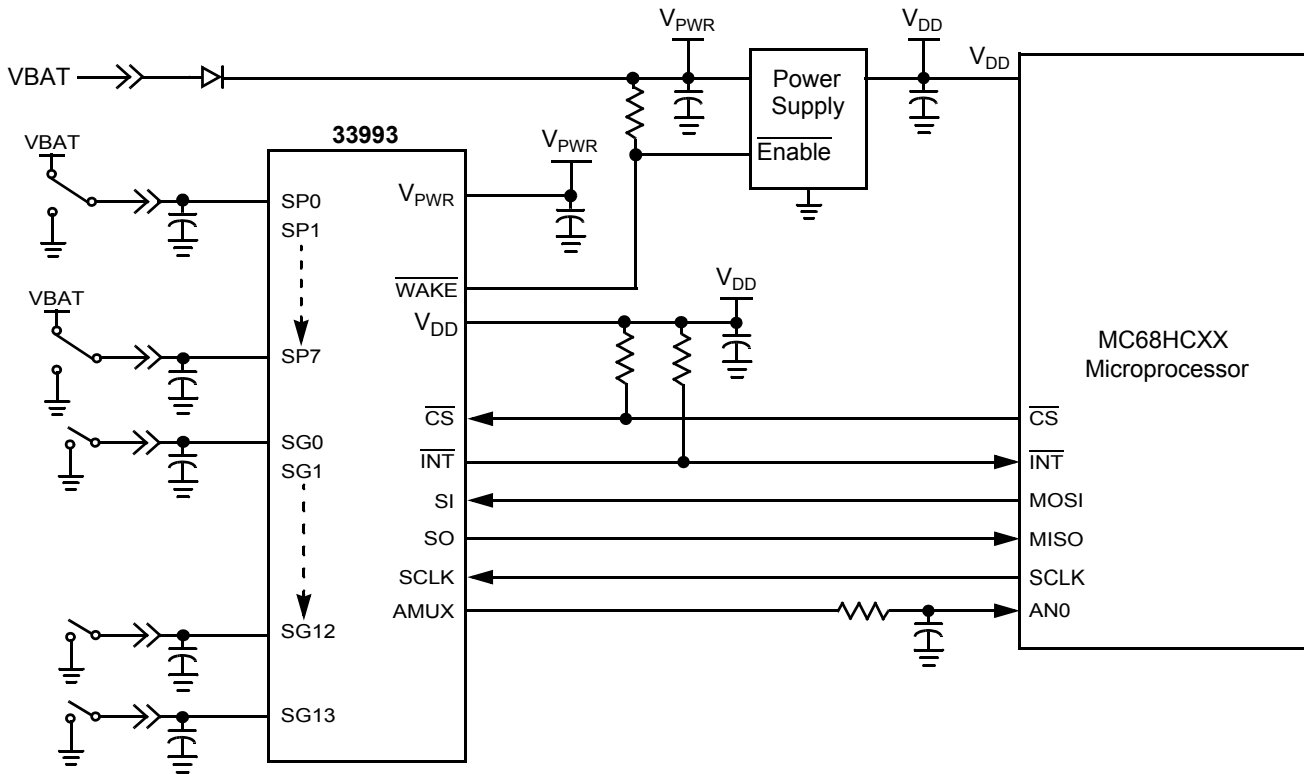 VPWR
VDD
VBAT
Power
Supply
VDD
33993
VBAT
VPWR
Enable
SP0
VPWR
SP1
WAKE
VDD
VBAT
VDD
MC68HCXX
Microprocessor
SP7
CS
CS
SG0
INT
INT
SG1
SI
MOSI
SO
MISO
SCLK
SCLK
AMUX
AN0
SG12
SG13